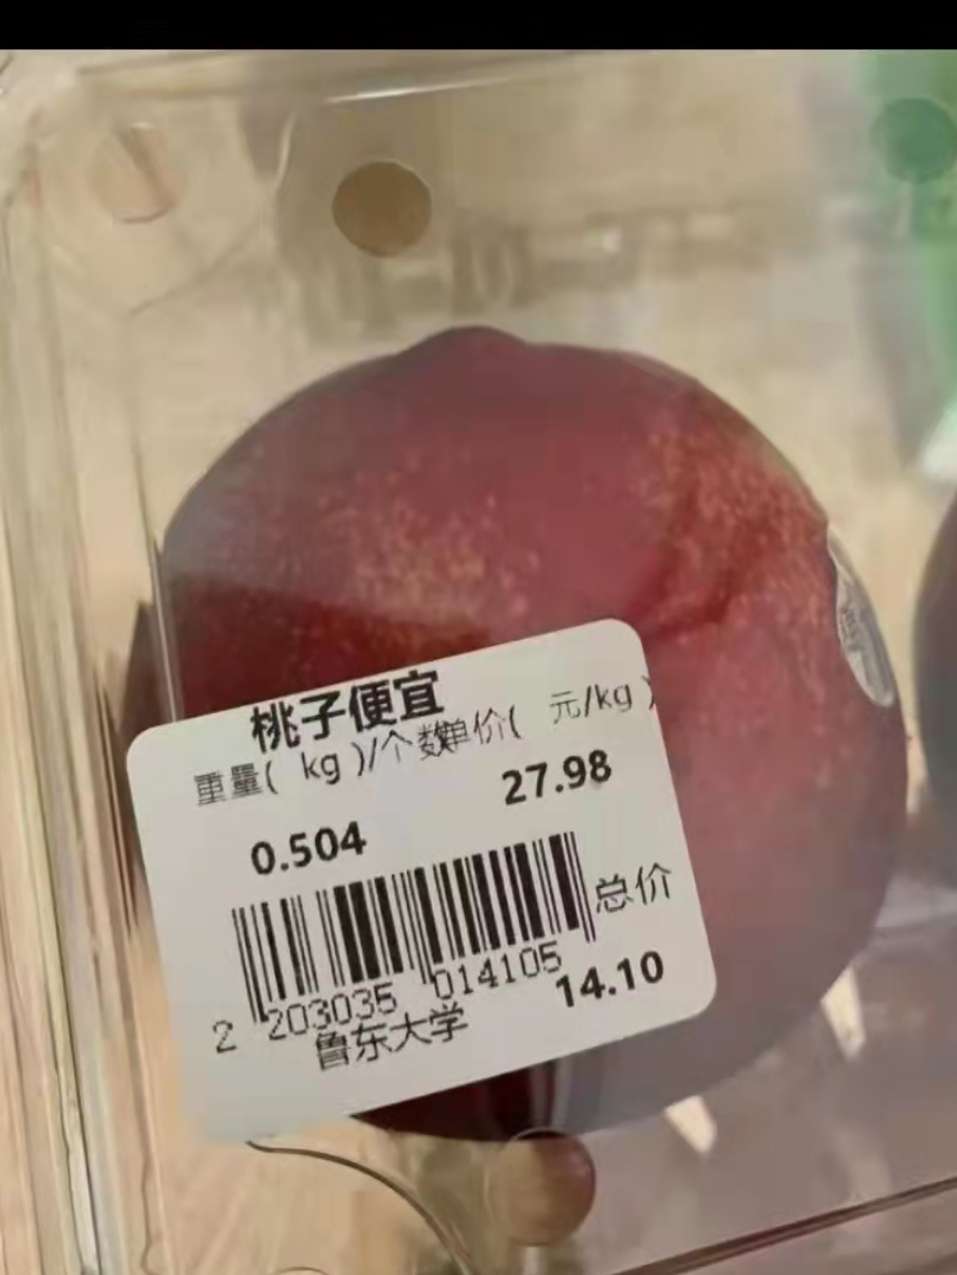 桃子便宜
重量( kg )/个数单价( 元/kg )
27.98
0.504
总价
14.10
2 203035 014105
鲁东大学